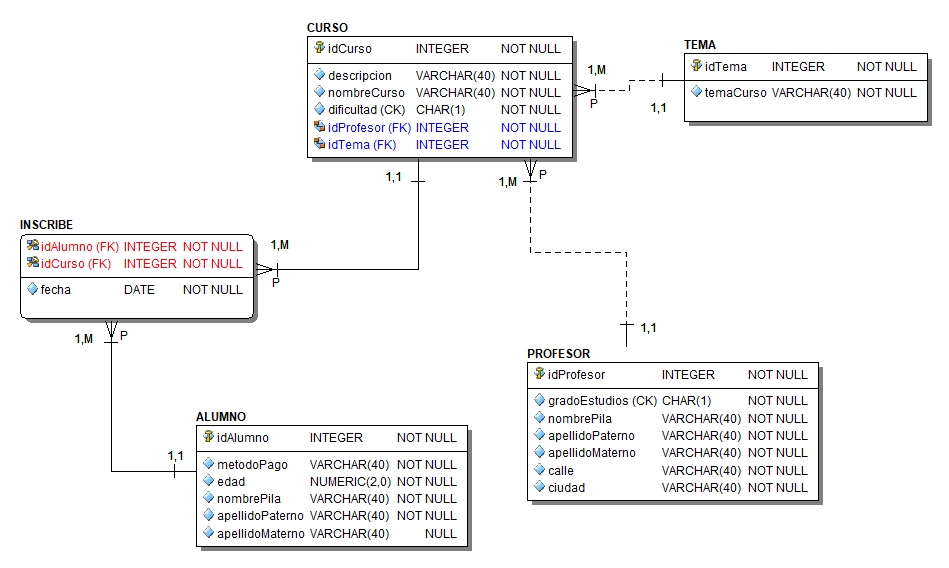 CURSO
idCurso INTEGER NOT NULL
descripcion VARCHAR(40) NOT NULL
nombreCurso VARCHAR(40) NOT NULL
dificultad (CK) CHAR(1) NOT NULL
idProfesor (FK) INTEGER NOT NULL
idTema (FK) INTEGER NOT NULL
1,M
P
TEMA
idTema INTEGER NOT NULL
temaCurso VARCHAR(40) NOT NULL
1,1
1,1
1,M
P
INSCRIBE
idAlumno (FK) INTEGER NOT NULL
idCurso (FK) INTEGER NOT NULL
fecha DATE NOT NULL
1,M
P
1,M
P
1,1
PROFESOR
idProfesor INTEGER NOT NULL
gradoEstudios (CK) CHAR(1) NOT NULL
nombrePila VARCHAR(40) NOT NULL
apellidoPaterno VARCHAR(40) NOT NULL
apellidoMaterno VARCHAR(40) NOT NULL
calle VARCHAR(40) NOT NULL
ciudad VARCHAR(40) NOT NULL
1,1
ALUMNO
idAlumno INTEGER NOT NULL
metodoPago VARCHAR(40) NOT NULL
edad NUMERIC(2,0) NOT NULL
nombrePila VARCHAR(40) NOT NULL
apellidoPaterno VARCHAR(40) NOT NULL
apellidoMaterno VARCHAR(40) NULL